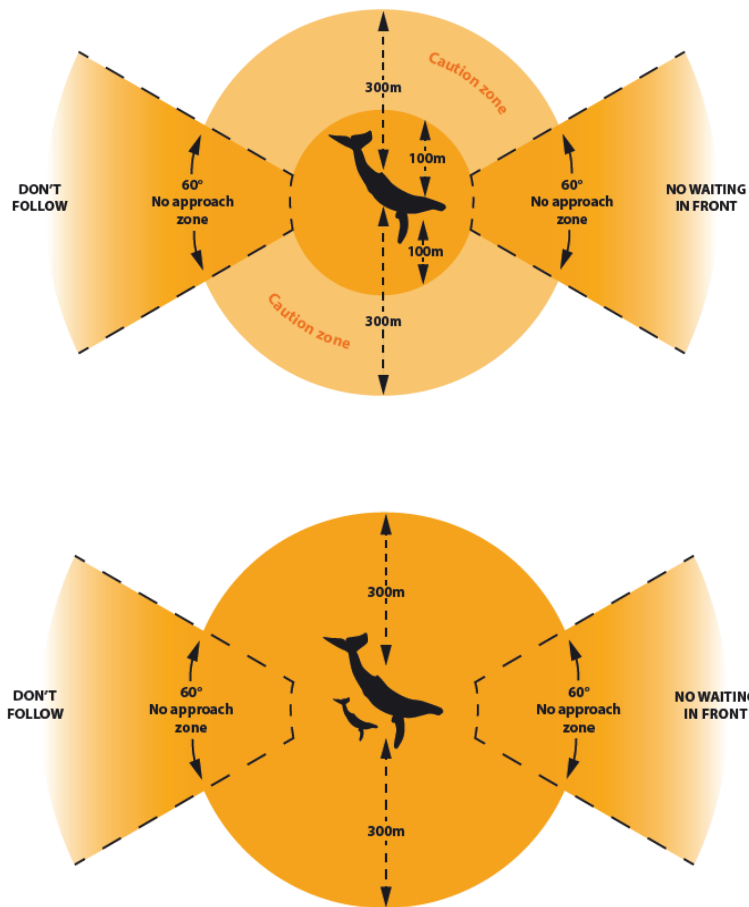 Caution zone
300m
100m
DON'T
FOLLOW
60°
No approach
zone
60°
No approach
zone
NO WAITING
IN FRONT
100m
Caution zone
300m
300m
DON'T
FOLLOW
60°
No approach
zone
60°
No approach
zone
NO WAITING
IN FRONT
300m